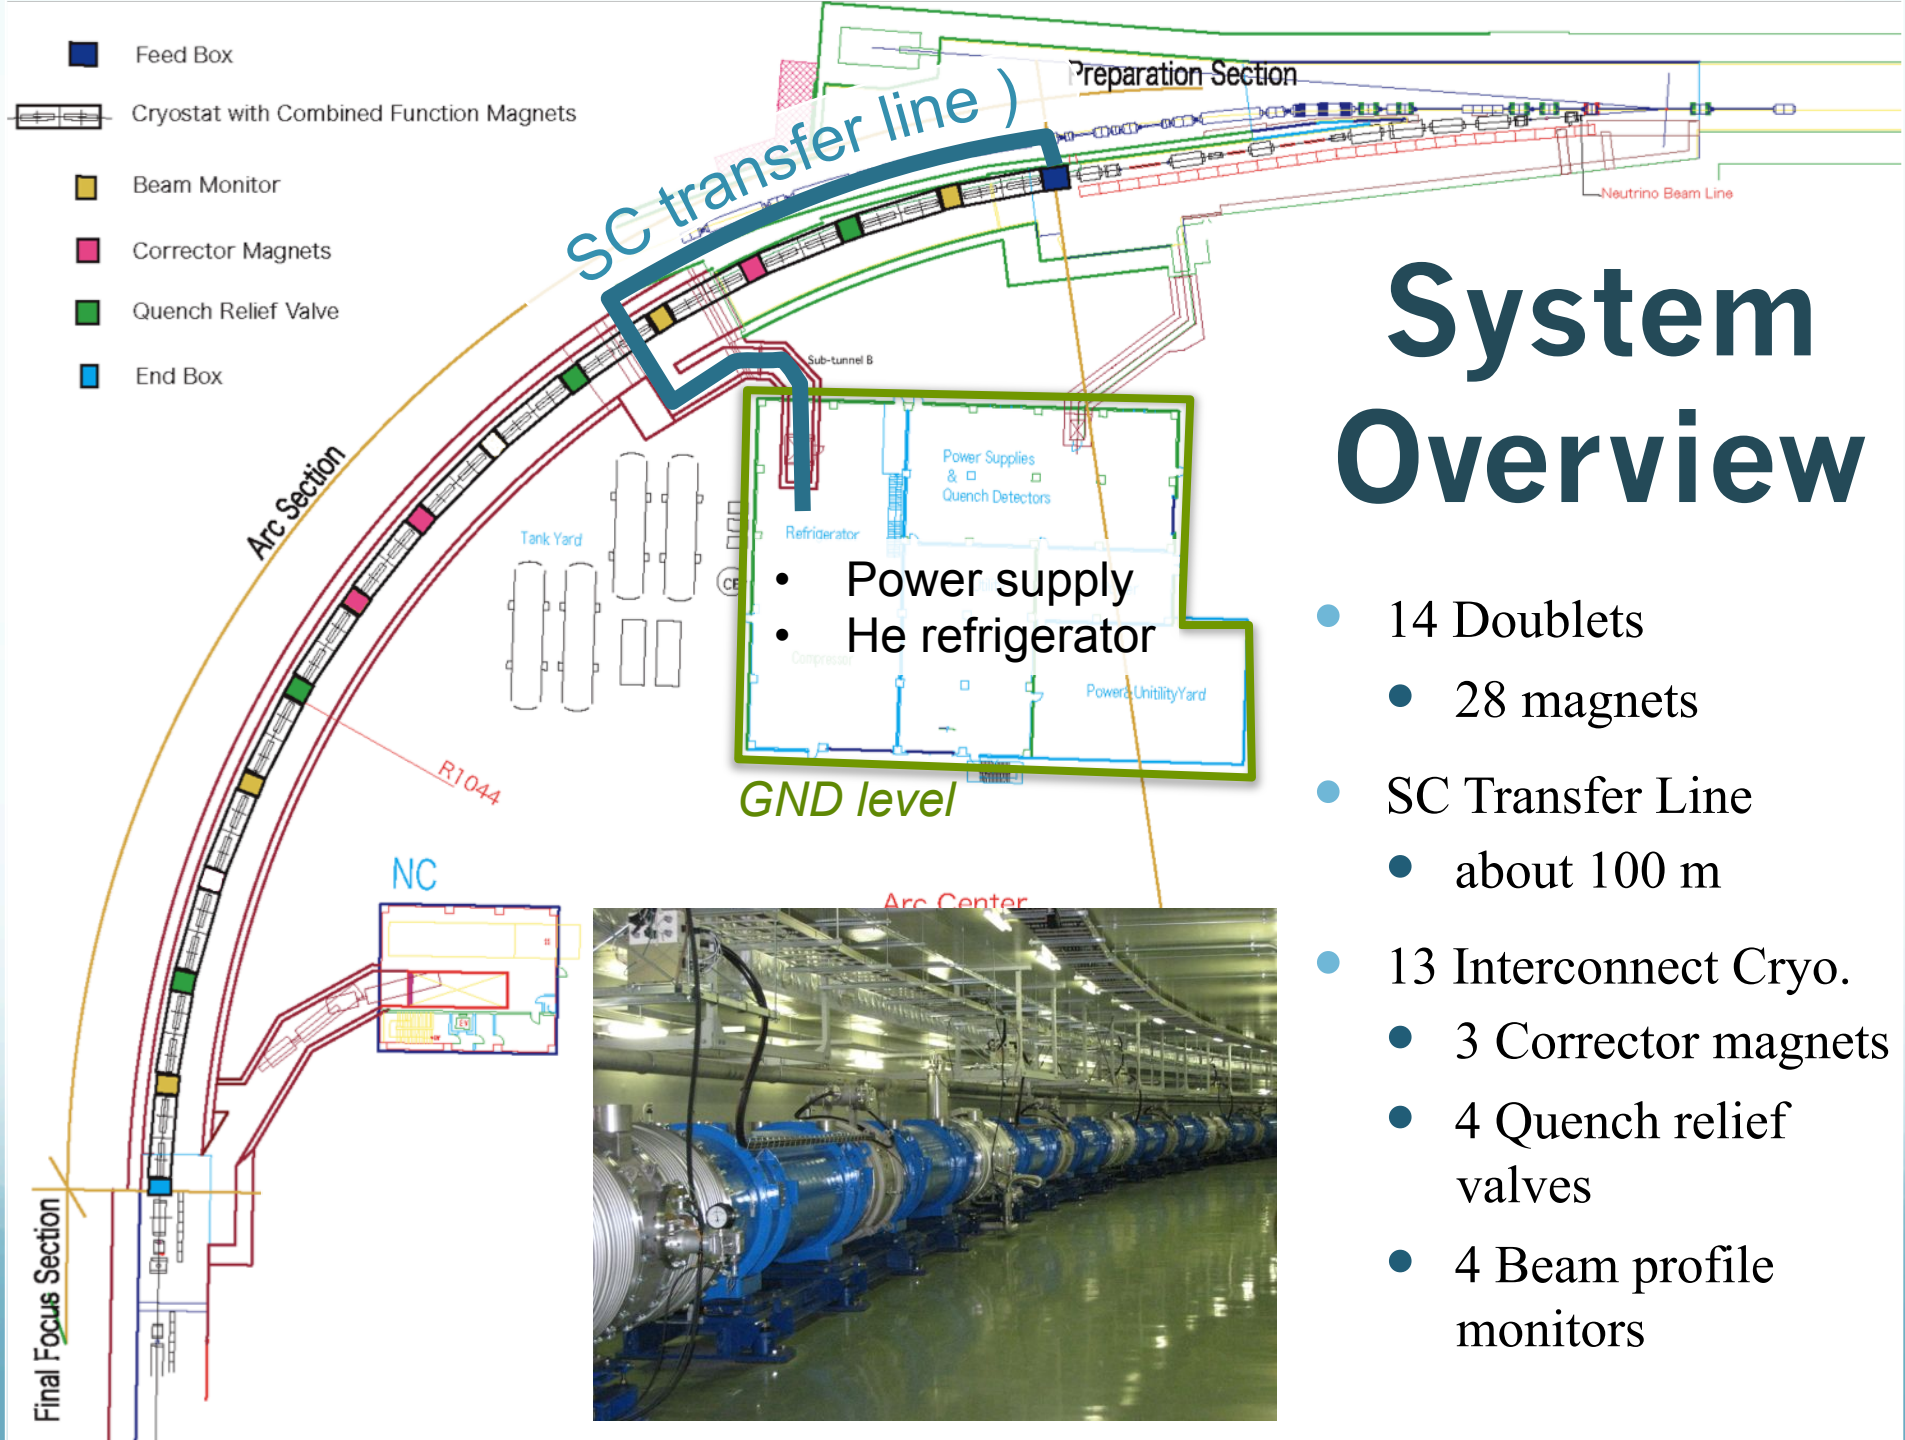 Feed Box
Cryostat with Combined Function Magnets
Beam Monitor
Corrector Magnets
Quench Relief Valve
End Box
SC transfer line )
Preparation Section
Neutrino Beam Line
Sub-tunnel B
Arc Section
Tank Yard
Power Supplies
&
Quench Detectors
Refrigerator
• Power supply
• He refrigerator
Compressor
Power& UnitilityYard
GND level
R1044
NC
Arc Center
Final Focus Section
System
Overview
• 14 Doublets
• 28 magnets
• SC Transfer Line
• about 100 m
• 13 Interconnect Cryo.
• 3 Corrector magnets
• 4 Quench relief
valves
• 4 Beam profile
monitors